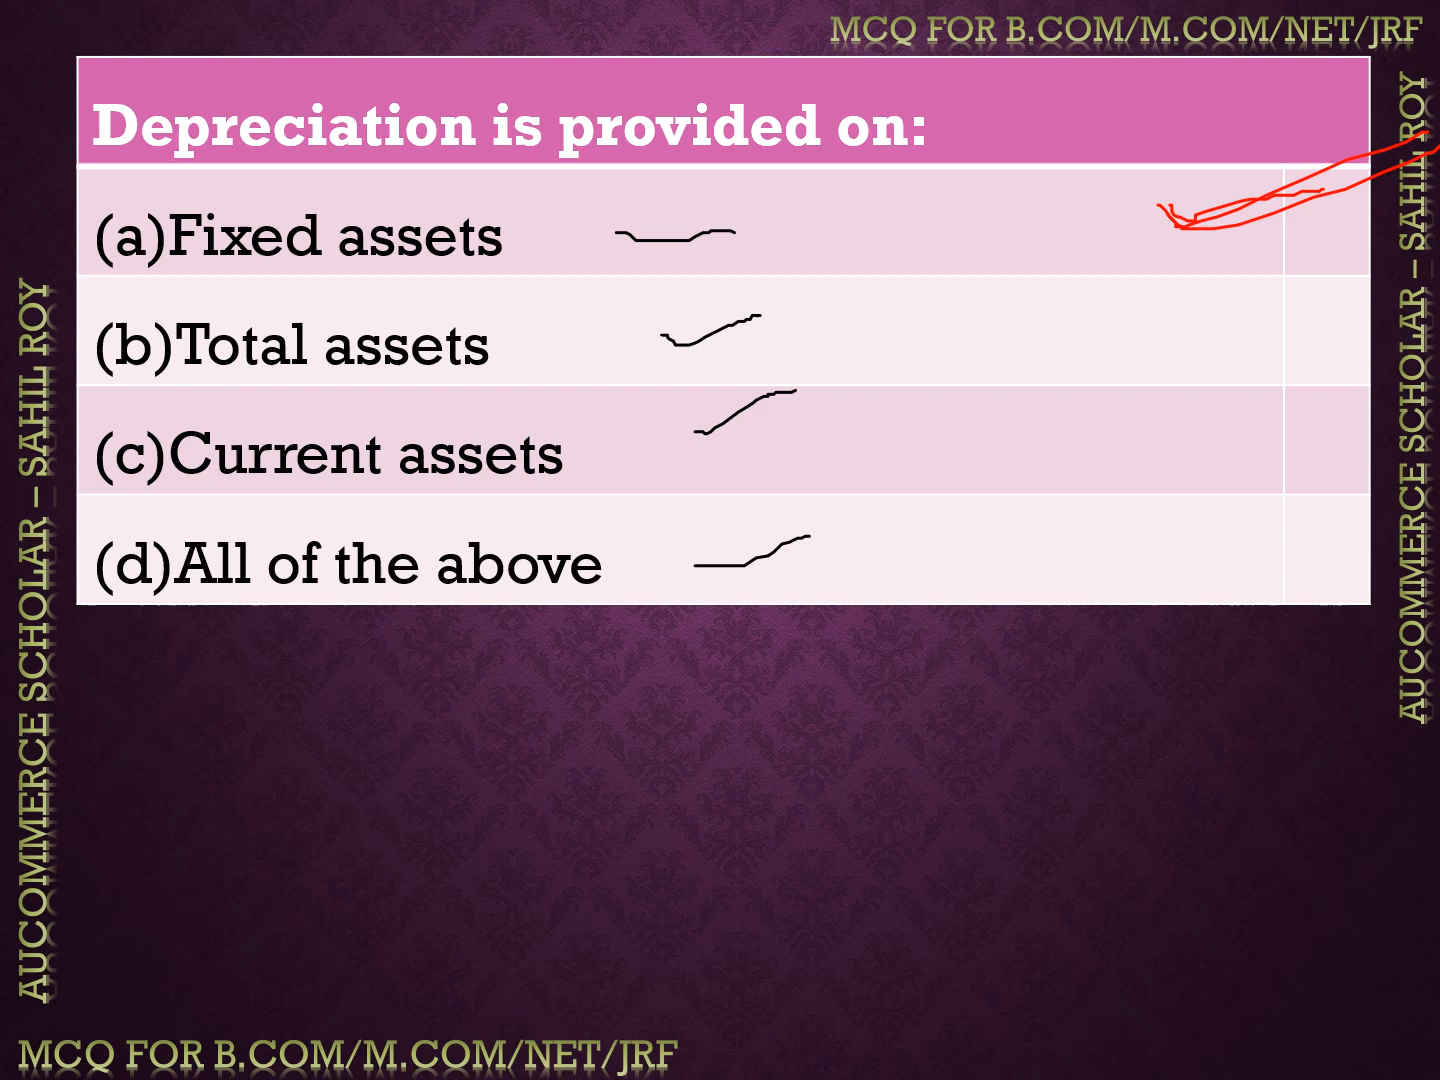 MCQ FOR B.COM/M.COM/NET/JRF
Depreciation is provided on:
(a)Fixed assets
(b)Total assets
(c)Current assets
(d)All of the above
AUCOMMERCE SCHOLAR – SAHIL ROY
AUCOMMERCE SCHOLAR – SAHIL ROY
MCQ FOR B.COM/M.COM/NET/JRF